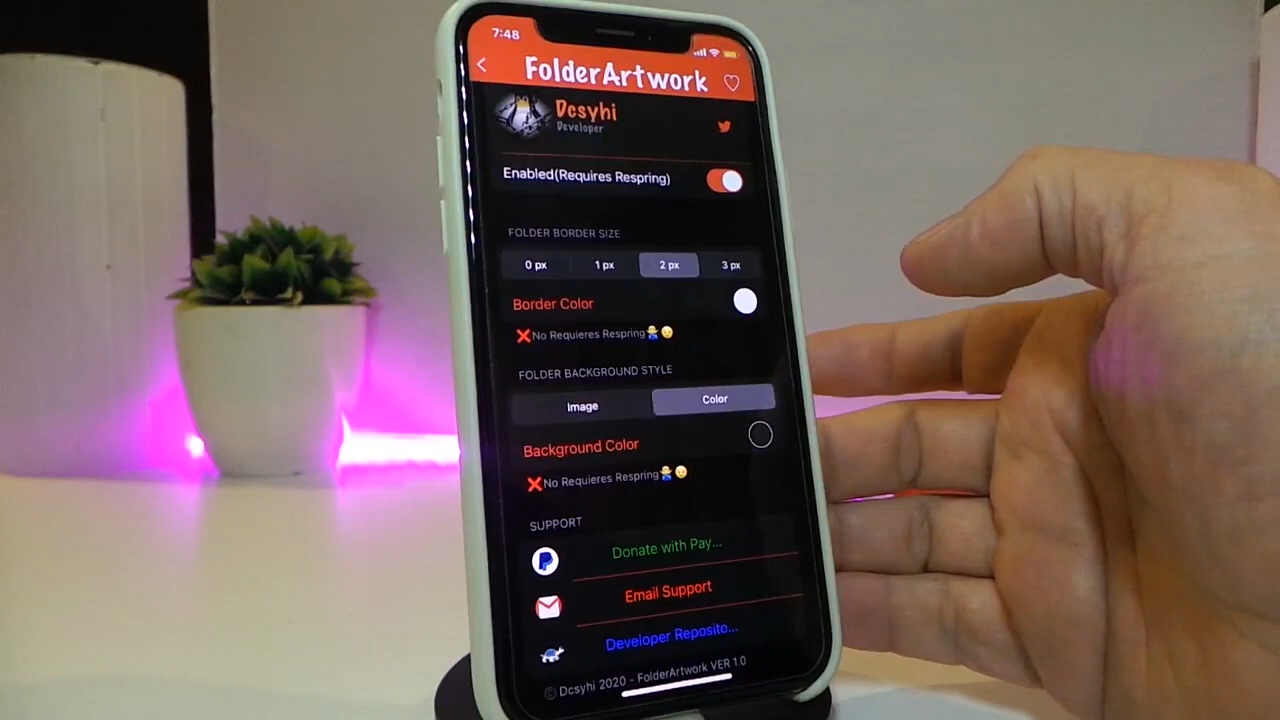 7:48
FolderArtwork
Dcsyhi
Developer
Enabled(Requires Respring)
FOLDER BORDER SIZE
0 px 1 px 2 px 3 px
Border Color
❌No Requieres Respring🤷‍♂️😉
FOLDER BACKGROUND STYLE
Image Color
Background Color
❌No Requieres Respring🤷‍♂️😉
SUPPORT
Donate with Pay...
Email Support
Developer Reposito...
© Dcsyhi 2020 - FolderArtwork VER 1.0